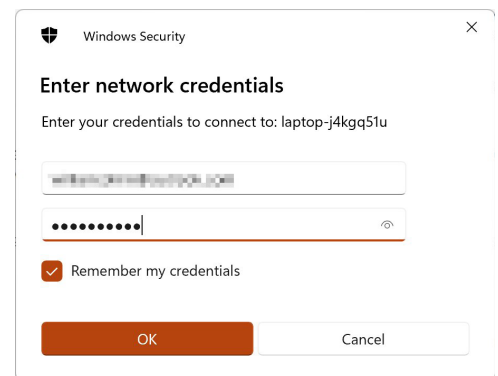 Windows Security
Enter network credentials
Enter your credentials to connect to: laptop-j4kgq51u
●●●●●●●●●●
Remember my credentials
OK
Cancel